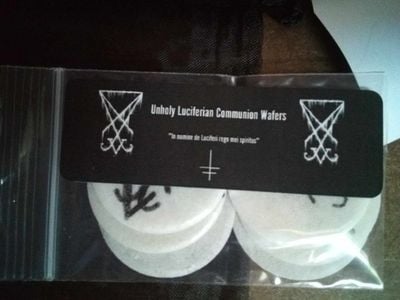 Unholy Luciferian Communion Wafers
"In nomine de Luciferi rego mei spiritus"